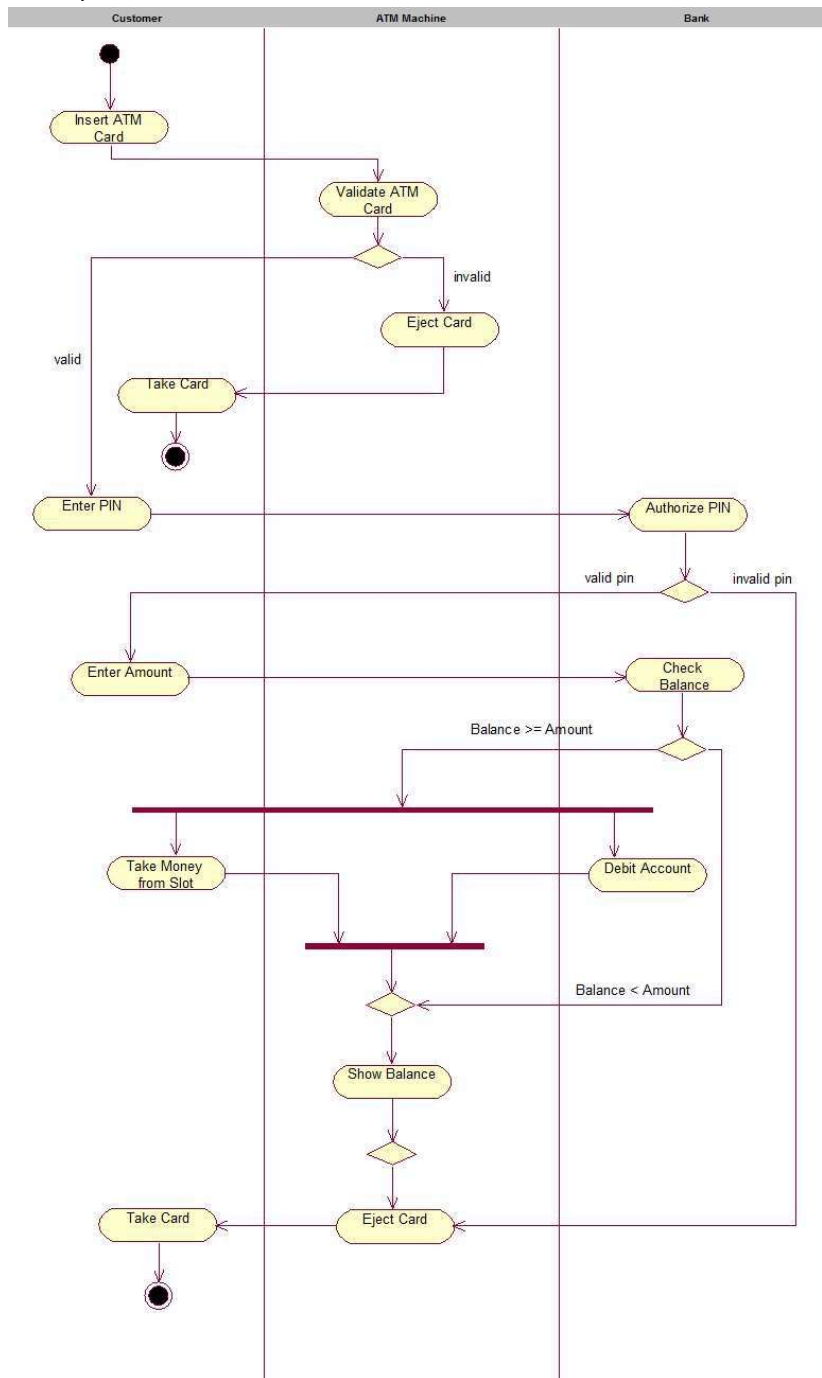 Customer
ATM Machine
Bank
Insert ATM
Card
Validate ATM
Card
invalid
Eject Card
valid
Take Card
Enter PIN
Authorize PIN
valid pin
invalid pin
Enter Amount
Check
Balance
Balance >= Amount
Take Money
from Slot
Debit Account
Balance < Amount
Show Balance
Take Card
Eject Card